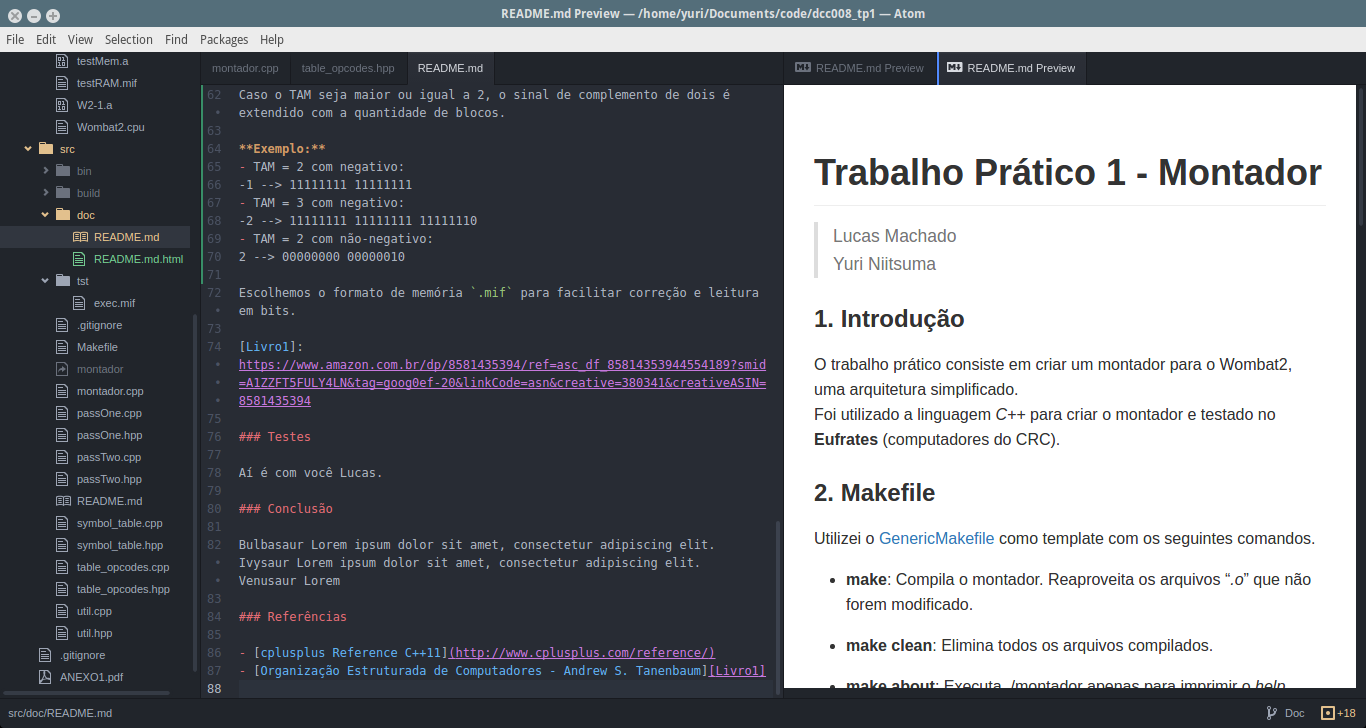 README.md Preview — /home/yuri/Documents/code/dcc008_tp1 — Atom
File Edit View Selection Find Packages Help
testMem.a
testRAM.mif
W2-1.a
Wombat2.cpu
src
bin
build
doc
README.md
README.md.html
tst
exec.mif
.gitignore
Makefile
montador
montador.cpp
passOne.cpp
passOne.hpp
passTwo.cpp
passTwo.hpp
README.md
symbol_table.cpp
symbol_table.hpp
table_opcodes.cpp
table_opcodes.hpp
util.cpp
util.hpp
.gitignore
ANEXO1.pdf
montador.cpp table_opcodes.hpp README.md
62 Caso o TAM seja maior ou igual a 2, o sinal de complemento de dois é
• extendido com a quantidade de blocos.
63
64 **Exemplo:**
65 - TAM = 2 com negativo:
66 -1 --> 11111111 11111111
67 - TAM = 3 com negativo:
68 -2 --> 11111111 11111111 11111110
69 - TAM = 2 com não-negativo:
70 2 --> 00000000 00000010
71
72 Escolhemos o formato de memória `.mif` para facilitar correção e leitura
• em bits.
73
74 [Livro1]:
• https://www.amazon.com.br/dp/8581435394/ref=asc_df_85814353944554189?smid
• =A1ZZFT5FULY4LN&tag=goog0ef-20&linkCode=asn&creative=380341&creativeASIN=
• 8581435394
75
76 ### Testes
77
78 Aí é com você Lucas.
79
80 ### Conclusão
81
82 Bulbasaur Lorem ipsum dolor sit amet, consectetur adipiscing elit.
• Ivysaur Lorem ipsum dolor sit amet, consectetur adipiscing elit.
• Venusaur Lorem
83
84 ### Referências
85
86 - [cplusplus Reference C++11](http://www.cplusplus.com/reference/)
87 - [Organização Estruturada de Computadores - Andrew S. Tanenbaum][Livro1]
88
README.md Preview README.md Preview
Trabalho Prático 1 - Montador
Lucas Machado
Yuri Niitsuma
1. Introdução
O trabalho prático consiste em criar um montador para o Wombat2,
uma arquitetura simplificado.
Foi utilizado a linguagem C++ para criar o montador e testado no
Eufrates (computadores do CRC).
2. Makefile
Utilizei o GenericMakefile como template com os seguintes comandos.
• make: Compila o montador. Reaproveita os arquivos “.o” que não
forem modificado.
• make clean: Elimina todos os arquivos compilados.
• make about: Executa ./montador apenas para imprimir o help
src/doc/README.md
Doc +18